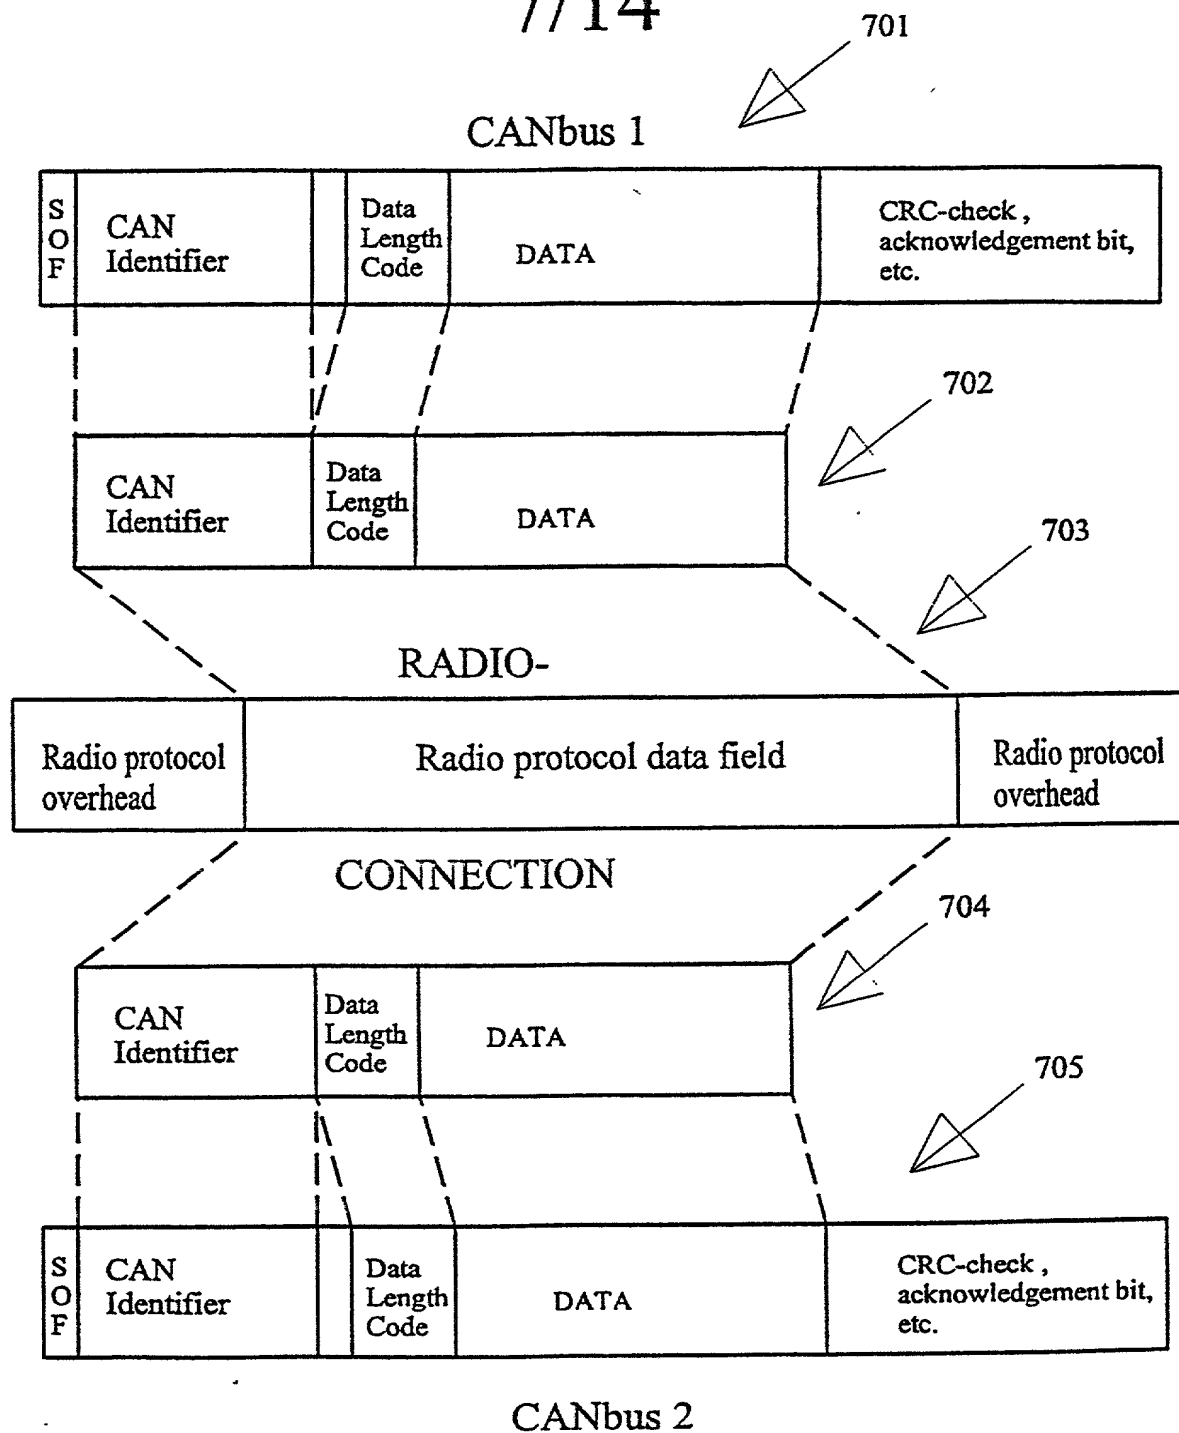 7/14
701
CANbus 1
S
O
F
CAN
Identifier
Data
Length
Code
DATA
CRC-check ,
acknowledgement bit,
etc.
702
CAN
Identifier
Data
Length
Code
DATA
703
RADIO-
Radio protocol
overhead
Radio protocol data field
Radio protocol
overhead
CONNECTION
704
CAN
Identifier
Data
Length
Code
DATA
705
S
O
F
CAN
Identifier
Data
Length
Code
DATA
CRC-check ,
acknowledgement bit,
etc.
CANbus 2